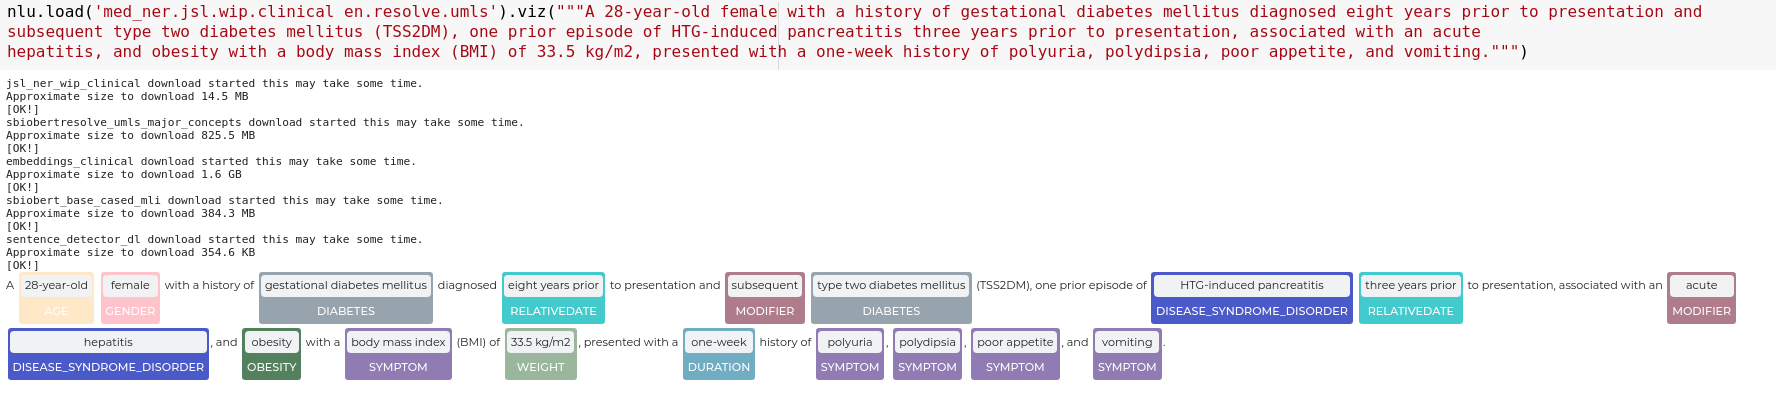 nlu.load('med_ner.jsl.wip.clinical en.resolve.umls').viz("""A 28-year-old female with a history of gestational diabetes mellitus diagnosed eight years prior to presentation and
subsequent type two diabetes mellitus (TSS2DM), one prior episode of HTG-induced pancreatitis three years prior to presentation, associated with an acute
hepatitis, and obesity with a body mass index (BMI) of 33.5 kg/m2, presented with a one-week history of polyuria, polydipsia, poor appetite, and vomiting.""")
jsl_ner_wip_clinical download started this may take some time.
Approximate size to download 14.5 MB
[OK!]
sbiobertresolve_umls_major_concepts download started this may take some time.
Approximate size to download 825.5 MB
[OK!]
embeddings_clinical download started this may take some time.
Approximate size to download 1.6 GB
[OK!]
sbiobert_base_cased_mli download started this may take some time.
Approximate size to download 384.3 MB
[OK!]
sentence_detector_dl download started this may take some time.
Approximate size to download 354.6 KB
[OK!]
A 28-year-old female with a history of gestational diabetes mellitus diagnosed eight years prior to presentation and subsequent type two diabetes mellitus (TSS2DM), one prior episode of HTG-induced pancreatitis three years prior to presentation, associated with an acute
AGE GENDER DIABETES RELATIVEDATE MODIFIER DIABETES DISEASE_SYNDROME_DISORDER RELATIVEDATE MODIFIER
hepatitis , and obesity with a body mass index (BMI) of 33.5 kg/m2 , presented with a one-week history of polyuria , polydipsia , poor appetite , and vomiting .
DISEASE_SYNDROME_DISORDER OBESITY SYMPTOM WEIGHT DURATION SYMPTOM SYMPTOM SYMPTOM SYMPTOM